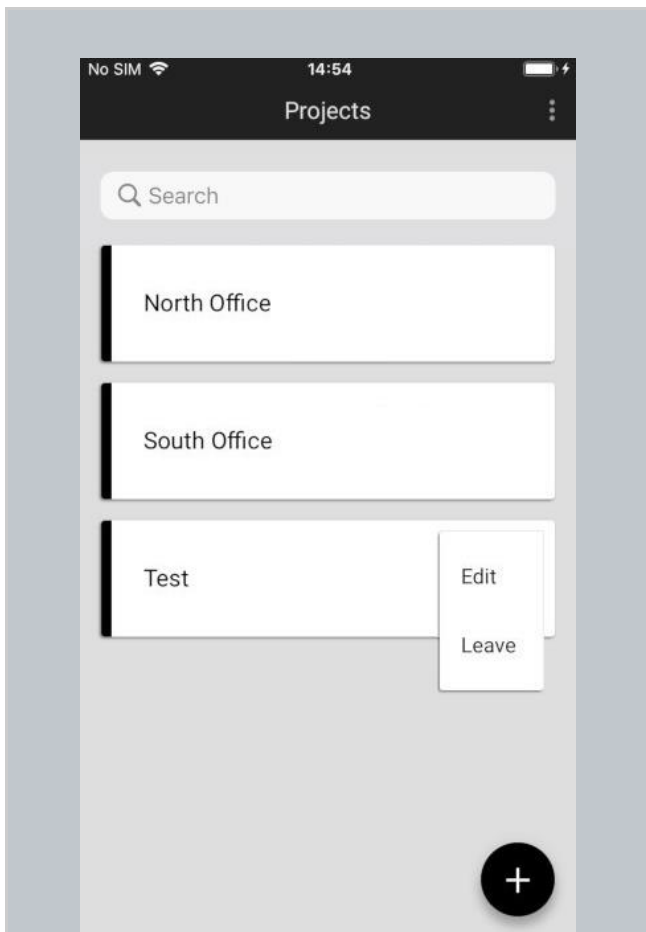 No SIM 14:54
Projects
Search
North Office
South Office
Test
Edit
Leave